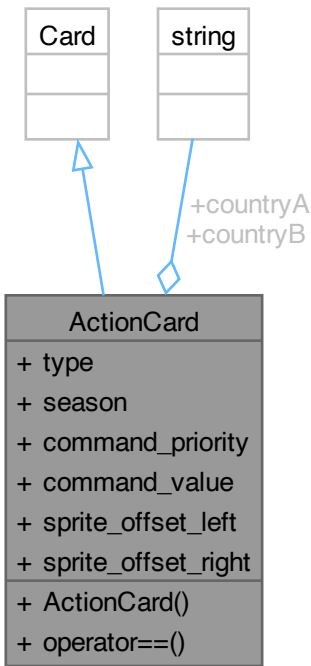 Card
string
+countryA
+countryB
ActionCard
+ type
+ season
+ command_priority
+ command_value
+ sprite_offset_left
+ sprite_offset_right
+ ActionCard()
+ operator==()